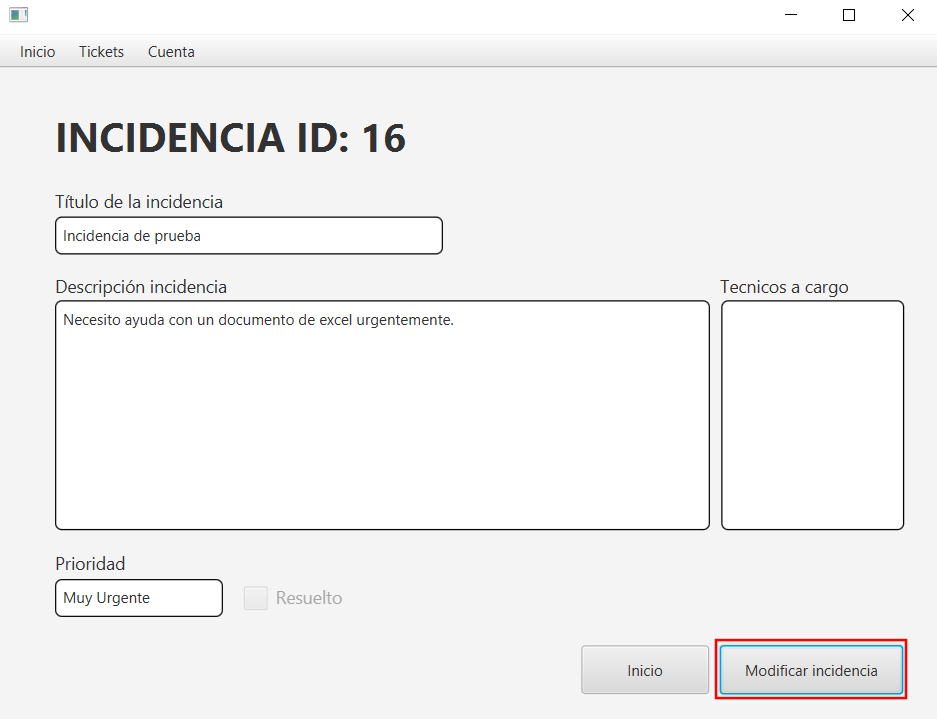 Inicio Tickets Cuenta
INCIDENCIA ID: 16
Título de la incidencia
Incidencia de prueba
Descripción incidencia
Tecnicos a cargo
Necesito ayuda con un documento de excel urgentemente.
Prioridad
Muy Urgente
Resuelto
Inicio
Modificar incidencia